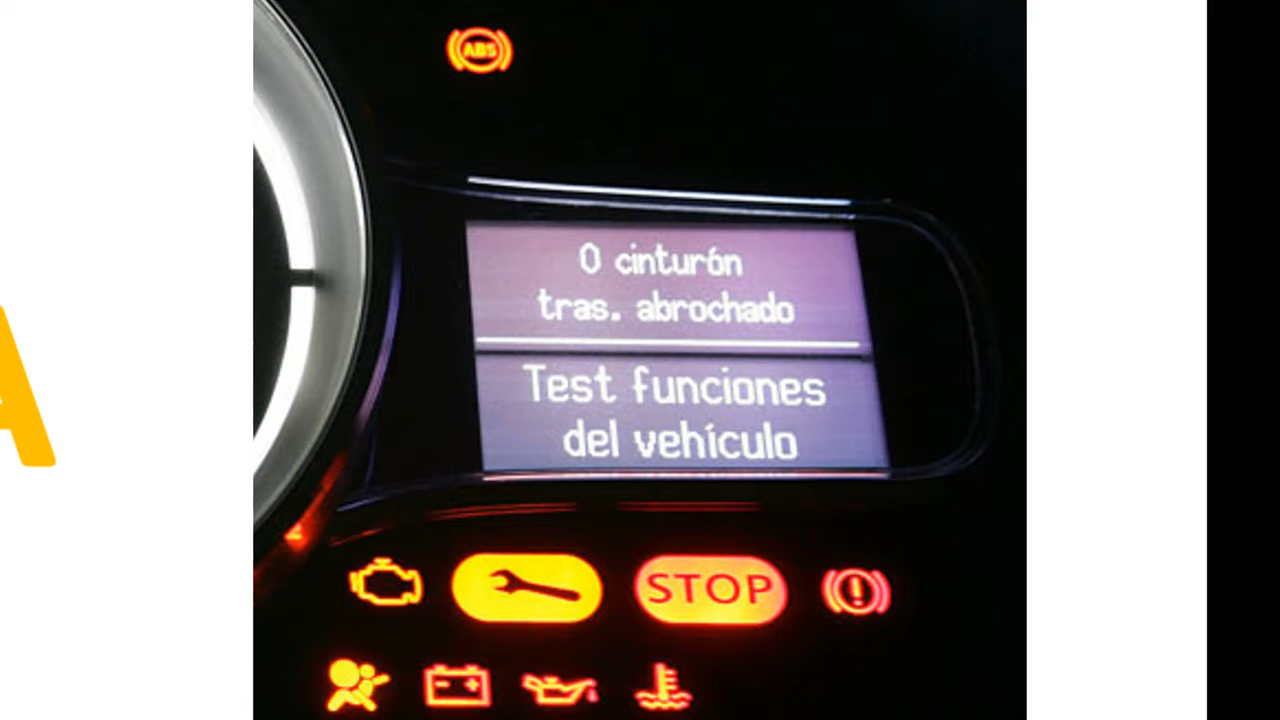 ABS
0 cinturón
tras. abrochado
Test funciones
del vehículo
STOP
A